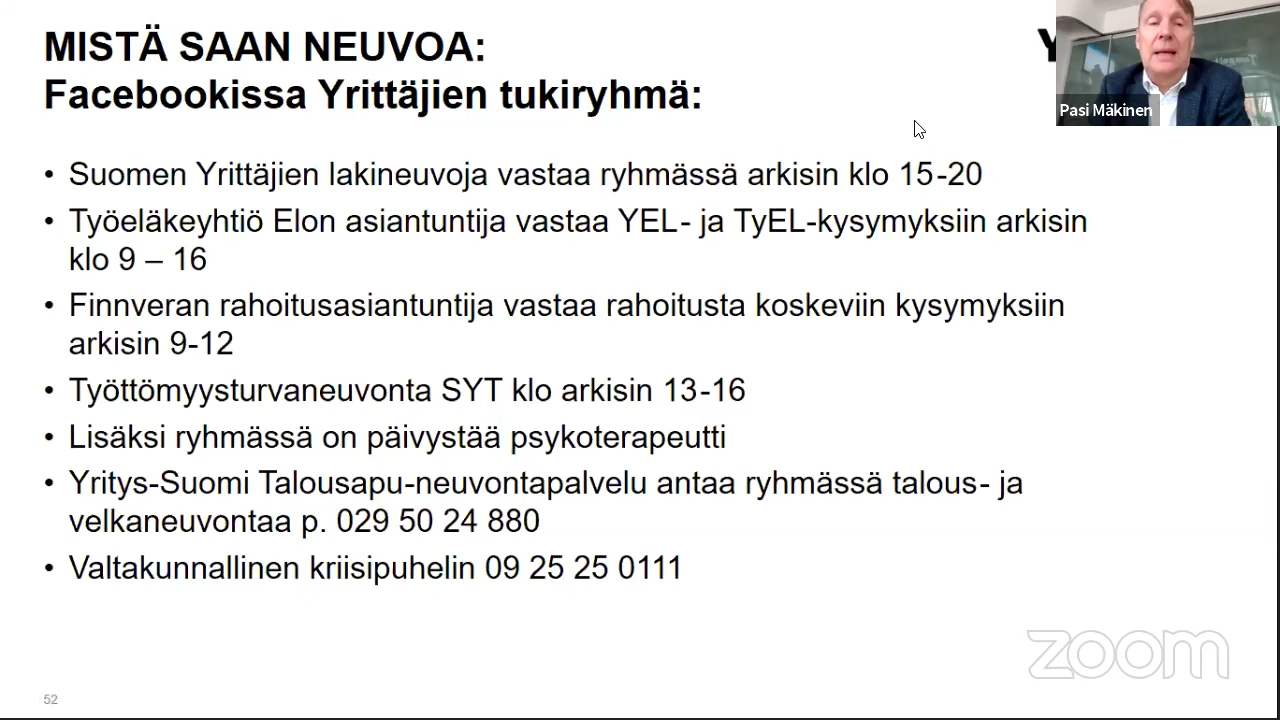 MISTÄ SAAN NEUVOA:
Facebookissa Yrittäjien tukiryhmä:
Y
Pasi Mäkinen
• Suomen Yrittäjien lakineuvoja vastaa ryhmässä arkisin klo 15-20
• Työeläkeyhtiö Elon asiantuntija vastaa YEL- ja TyEL-kysymyksiin arkisin
klo 9 – 16
• Finnveran rahoitusasiantuntija vastaa rahoitusta koskeviin kysymyksiin
arkisin 9-12
• Työttömyysturvaneuvonta SYT klo arkisin 13-16
• Lisäksi ryhmässä on päivystää psykoterapeutti
• Yritys-Suomi Talousapu-neuvontapalvelu antaa ryhmässä talous- ja
velkaneuvontaa p. 029 50 24 880
• Valtakunnallinen kriisipuhelin 09 25 25 0111
zoom
52